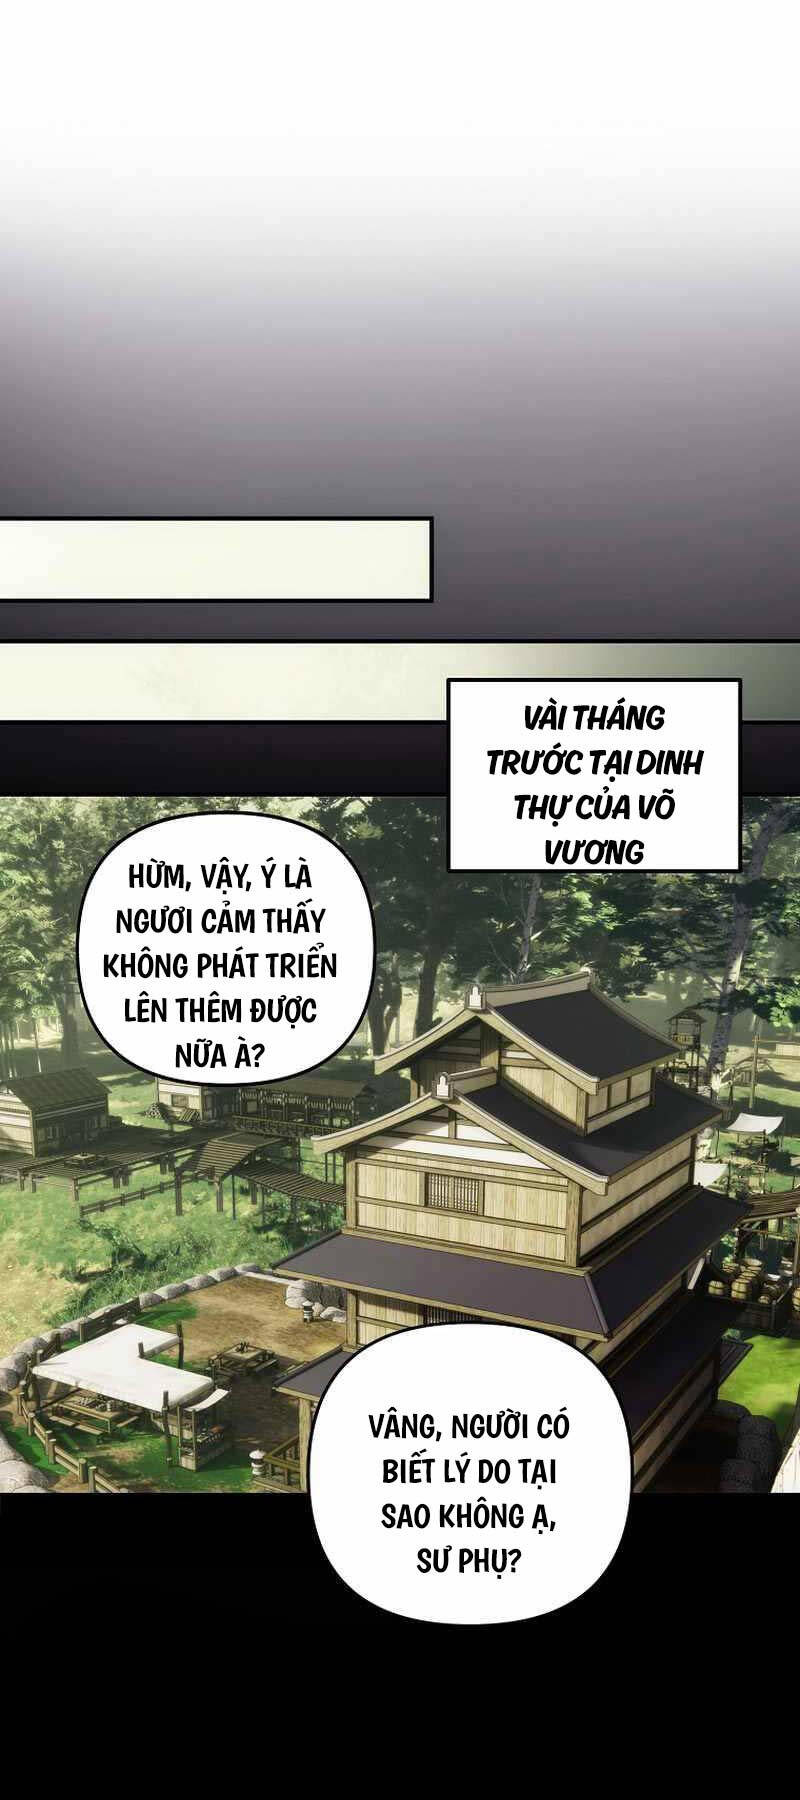 VÀI THÁNG
TRƯỚC TẠI DINH
THỰ CỦA VÕ
VƯƠNG
HỪM, VẬY, Ý LÀ
NGƯƠI CẢM THẤY
KHÔNG PHÁT TRIỂN
LÊN THÊM ĐƯỢC
NỮA À?
VÂNG, NGƯỜI CÓ
BIẾT LÝ DO TẠI
SAO KHÔNG Ạ,
SƯ PHỤ?